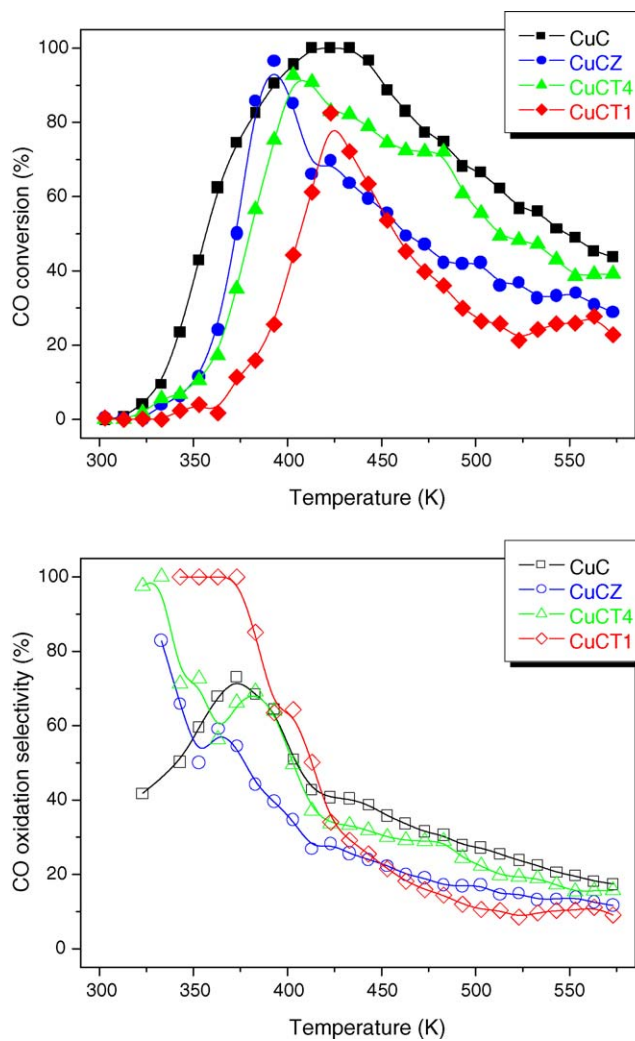 CuC
CuCZ
CuCT4
CuCT1
100
80
60
40
20
0
CO conversion (%)
300 350 400 450 500 550
Temperature (K)
CuC
CuCZ
CuCT4
CuCT1
100
80
60
40
20
0
CO oxidation selectivity (%)
300 350 400 450 500 550
Temperature (K)